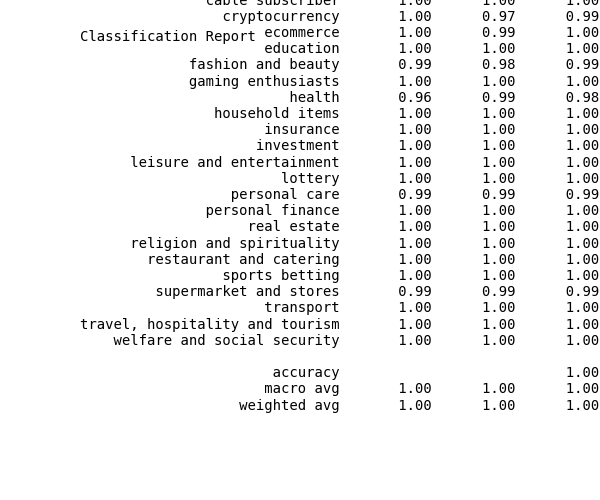 cable subscriber 1.00 1.00 1.00
cryptocurrency 1.00 0.97 0.99
Classification Report
ecommerce 1.00 0.99 1.00
education 1.00 1.00 1.00
fashion and beauty 0.99 0.98 0.99
gaming enthusiasts 1.00 1.00 1.00
health 0.96 0.99 0.98
household items 1.00 1.00 1.00
insurance 1.00 1.00 1.00
investment 1.00 1.00 1.00
leisure and entertainment 1.00 1.00 1.00
lottery 1.00 1.00 1.00
personal care 0.99 0.99 0.99
personal finance 1.00 1.00 1.00
real estate 1.00 1.00 1.00
religion and spirituality 1.00 1.00 1.00
restaurant and catering 1.00 1.00 1.00
sports betting 1.00 1.00 1.00
supermarket and stores 0.99 0.99 0.99
transport 1.00 1.00 1.00
travel, hospitality and tourism 1.00 1.00 1.00
welfare and social security 1.00 1.00 1.00
accuracy 1.00
macro avg 1.00 1.00 1.00
weighted avg 1.00 1.00 1.00